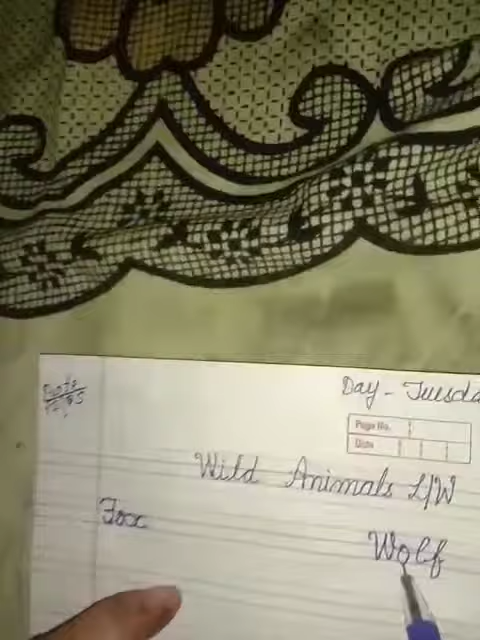 Day - Tuesda
Page No.
Date
Wild Animals L/W
Fox
Wolf